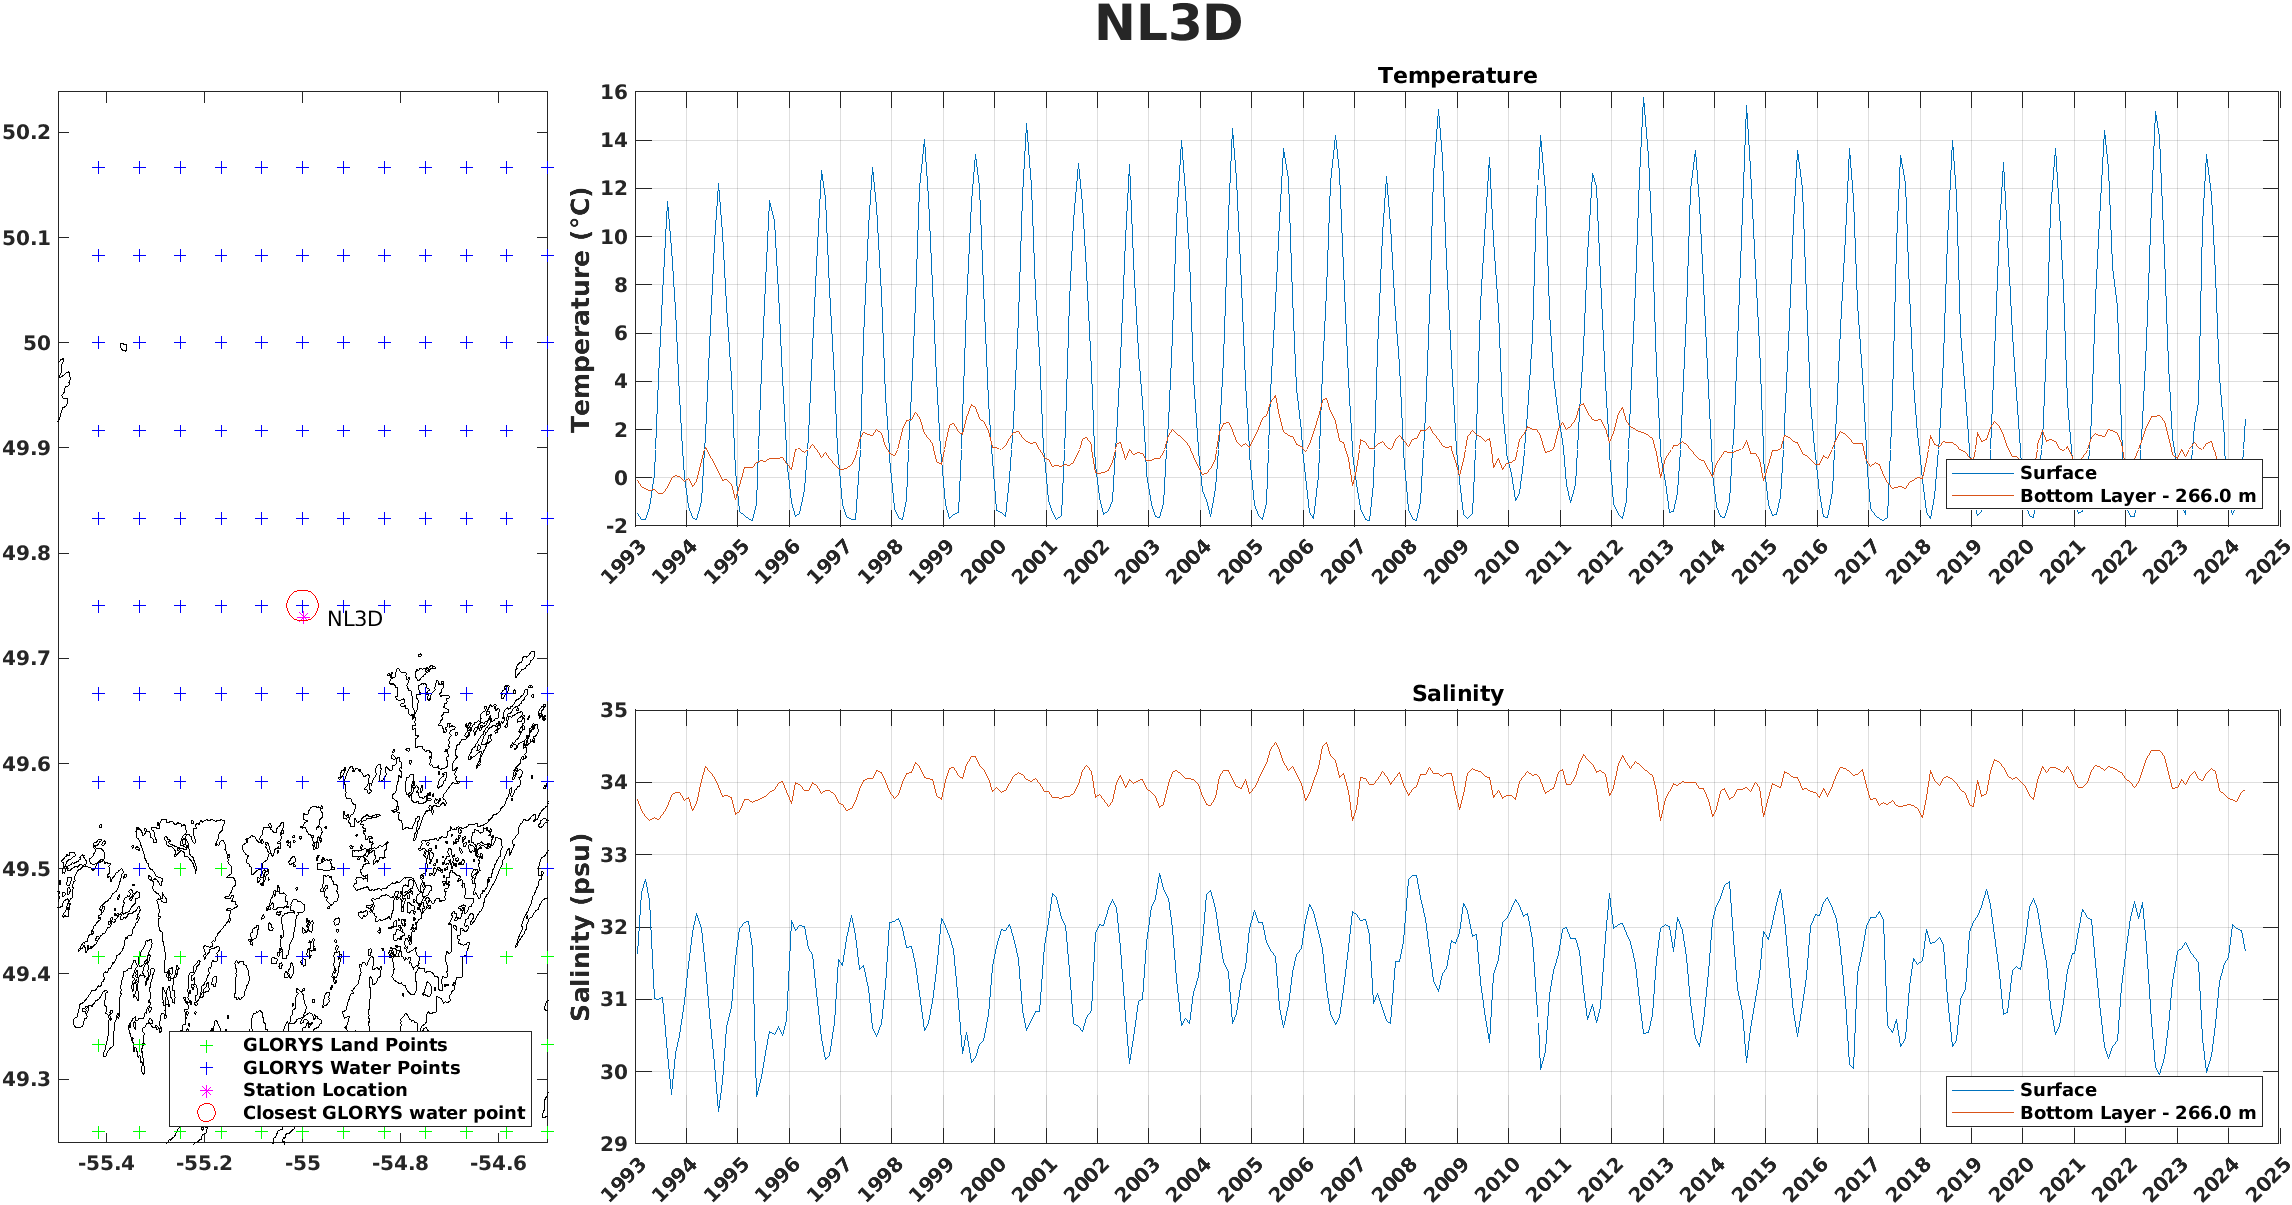 NL3D
50.2
50.1
50
49.9
49.8
49.7
49.6
49.5
49.4
49.3
-55.4 -55.2 -55 -54.8 -54.6
NL3D
GLORYS Land Points
GLORYS Water Points
Station Location
Closest GLORYS water point
Temperature
Temperature (°C)
16
14
12
10
8
6
4
2
0
-2
1993 1994 1995 1996 1997 1998 1999 2000 2001 2002 2003 2004 2005 2006 2007 2008 2009 2010 2011 2012 2013 2014 2015 2016 2017 2018 2019 2020 2021 2022 2023 2024 2025
Surface
Bottom Layer - 266.0 m
Salinity
Salinity (psu)
35
34
33
32
31
30
29
1993 1994 1995 1996 1997 1998 1999 2000 2001 2002 2003 2004 2005 2006 2007 2008 2009 2010 2011 2012 2013 2014 2015 2016 2017 2018 2019 2020 2021 2022 2023 2024 2025
Surface
Bottom Layer - 266.0 m